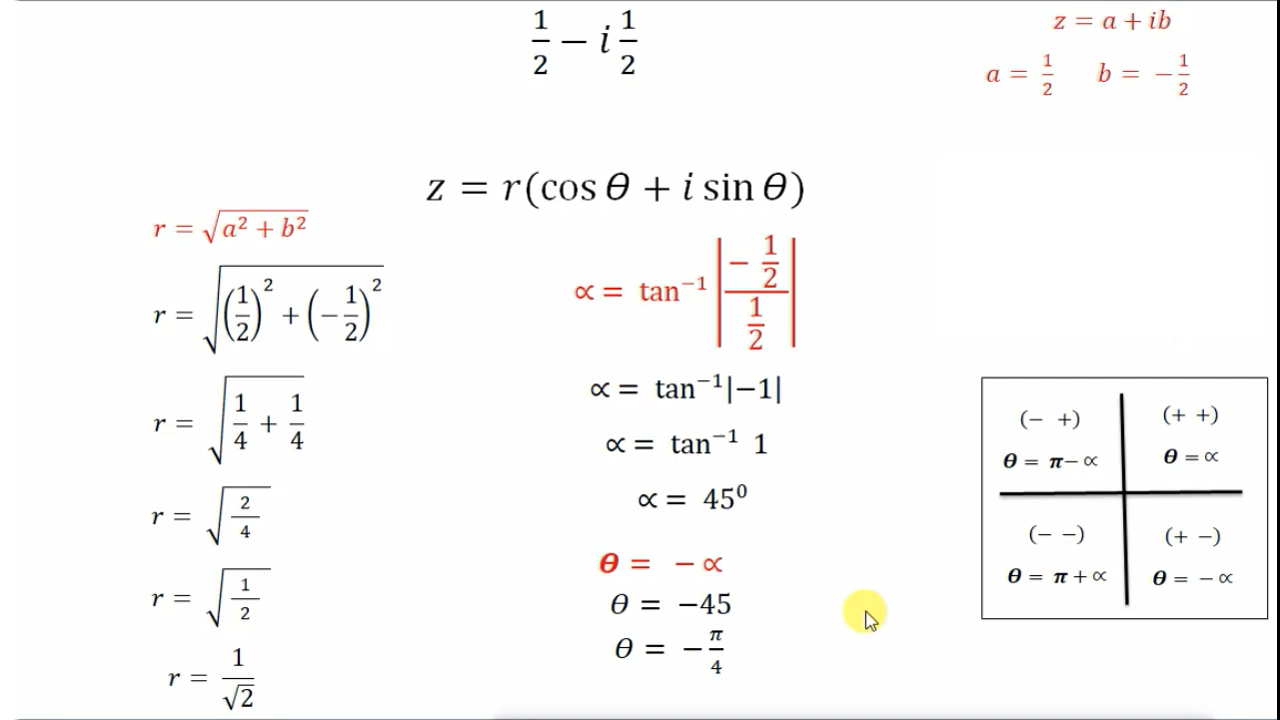 1/2 − i 1/2
z = a + ib
a = 1/2 b = −1/2
z = r(cos θ + i sin θ)
r = √(a² + b²)
r = √((1/2)² + (−1/2)²)
r = √(1/4 + 1/4)
r = √(2/4)
r = √(1/2)
r = 1/√2
∝ = tan⁻¹ |(−1/2)/(1/2)|
∝ = tan⁻¹|−1|
∝ = tan⁻¹ 1
∝ = 45⁰
θ = −∝
θ = −45
θ = −π/4
(− +) (+ +)
θ = π−∝ θ = ∝
(− −) (+ −)
θ = π + ∝ θ = −∝